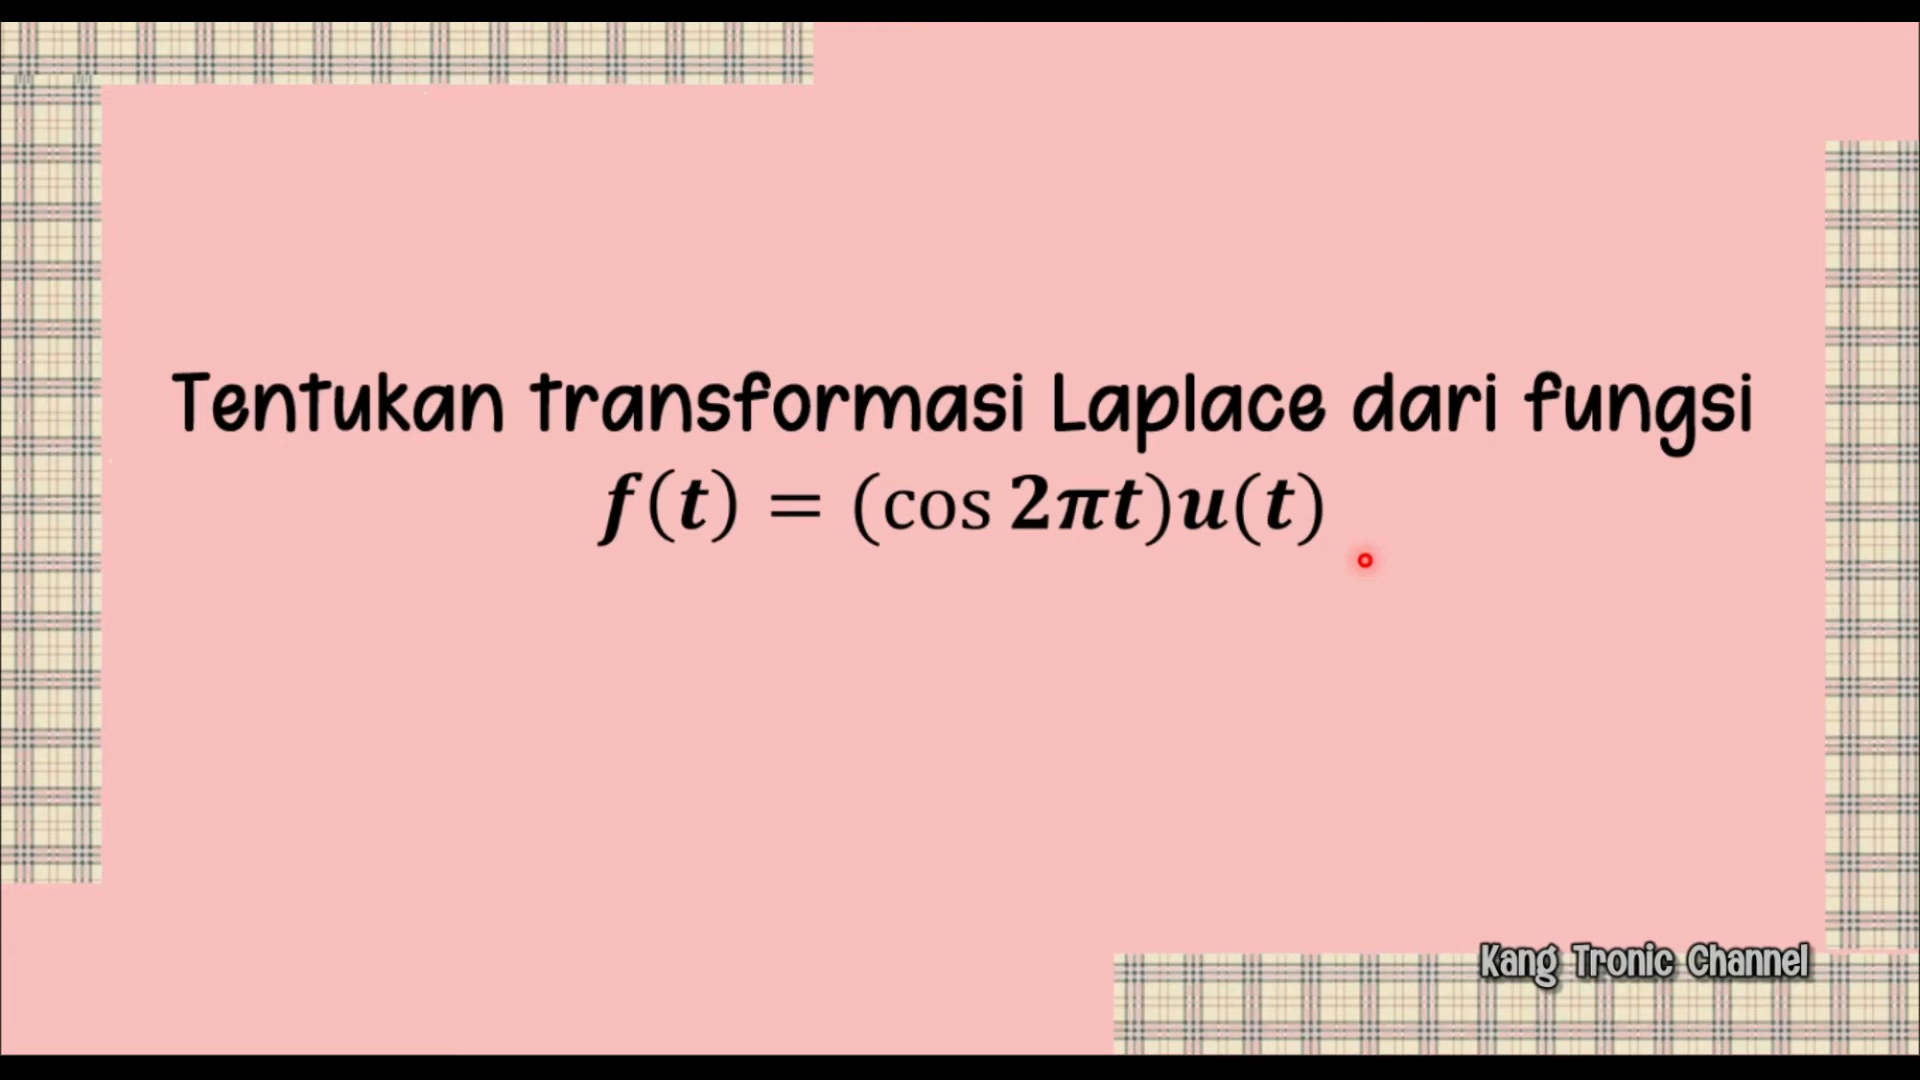 Tentukan transformasi Laplace dari fungsi
f(t) = (cos 2πt)u(t)
Kang Tronic Channel